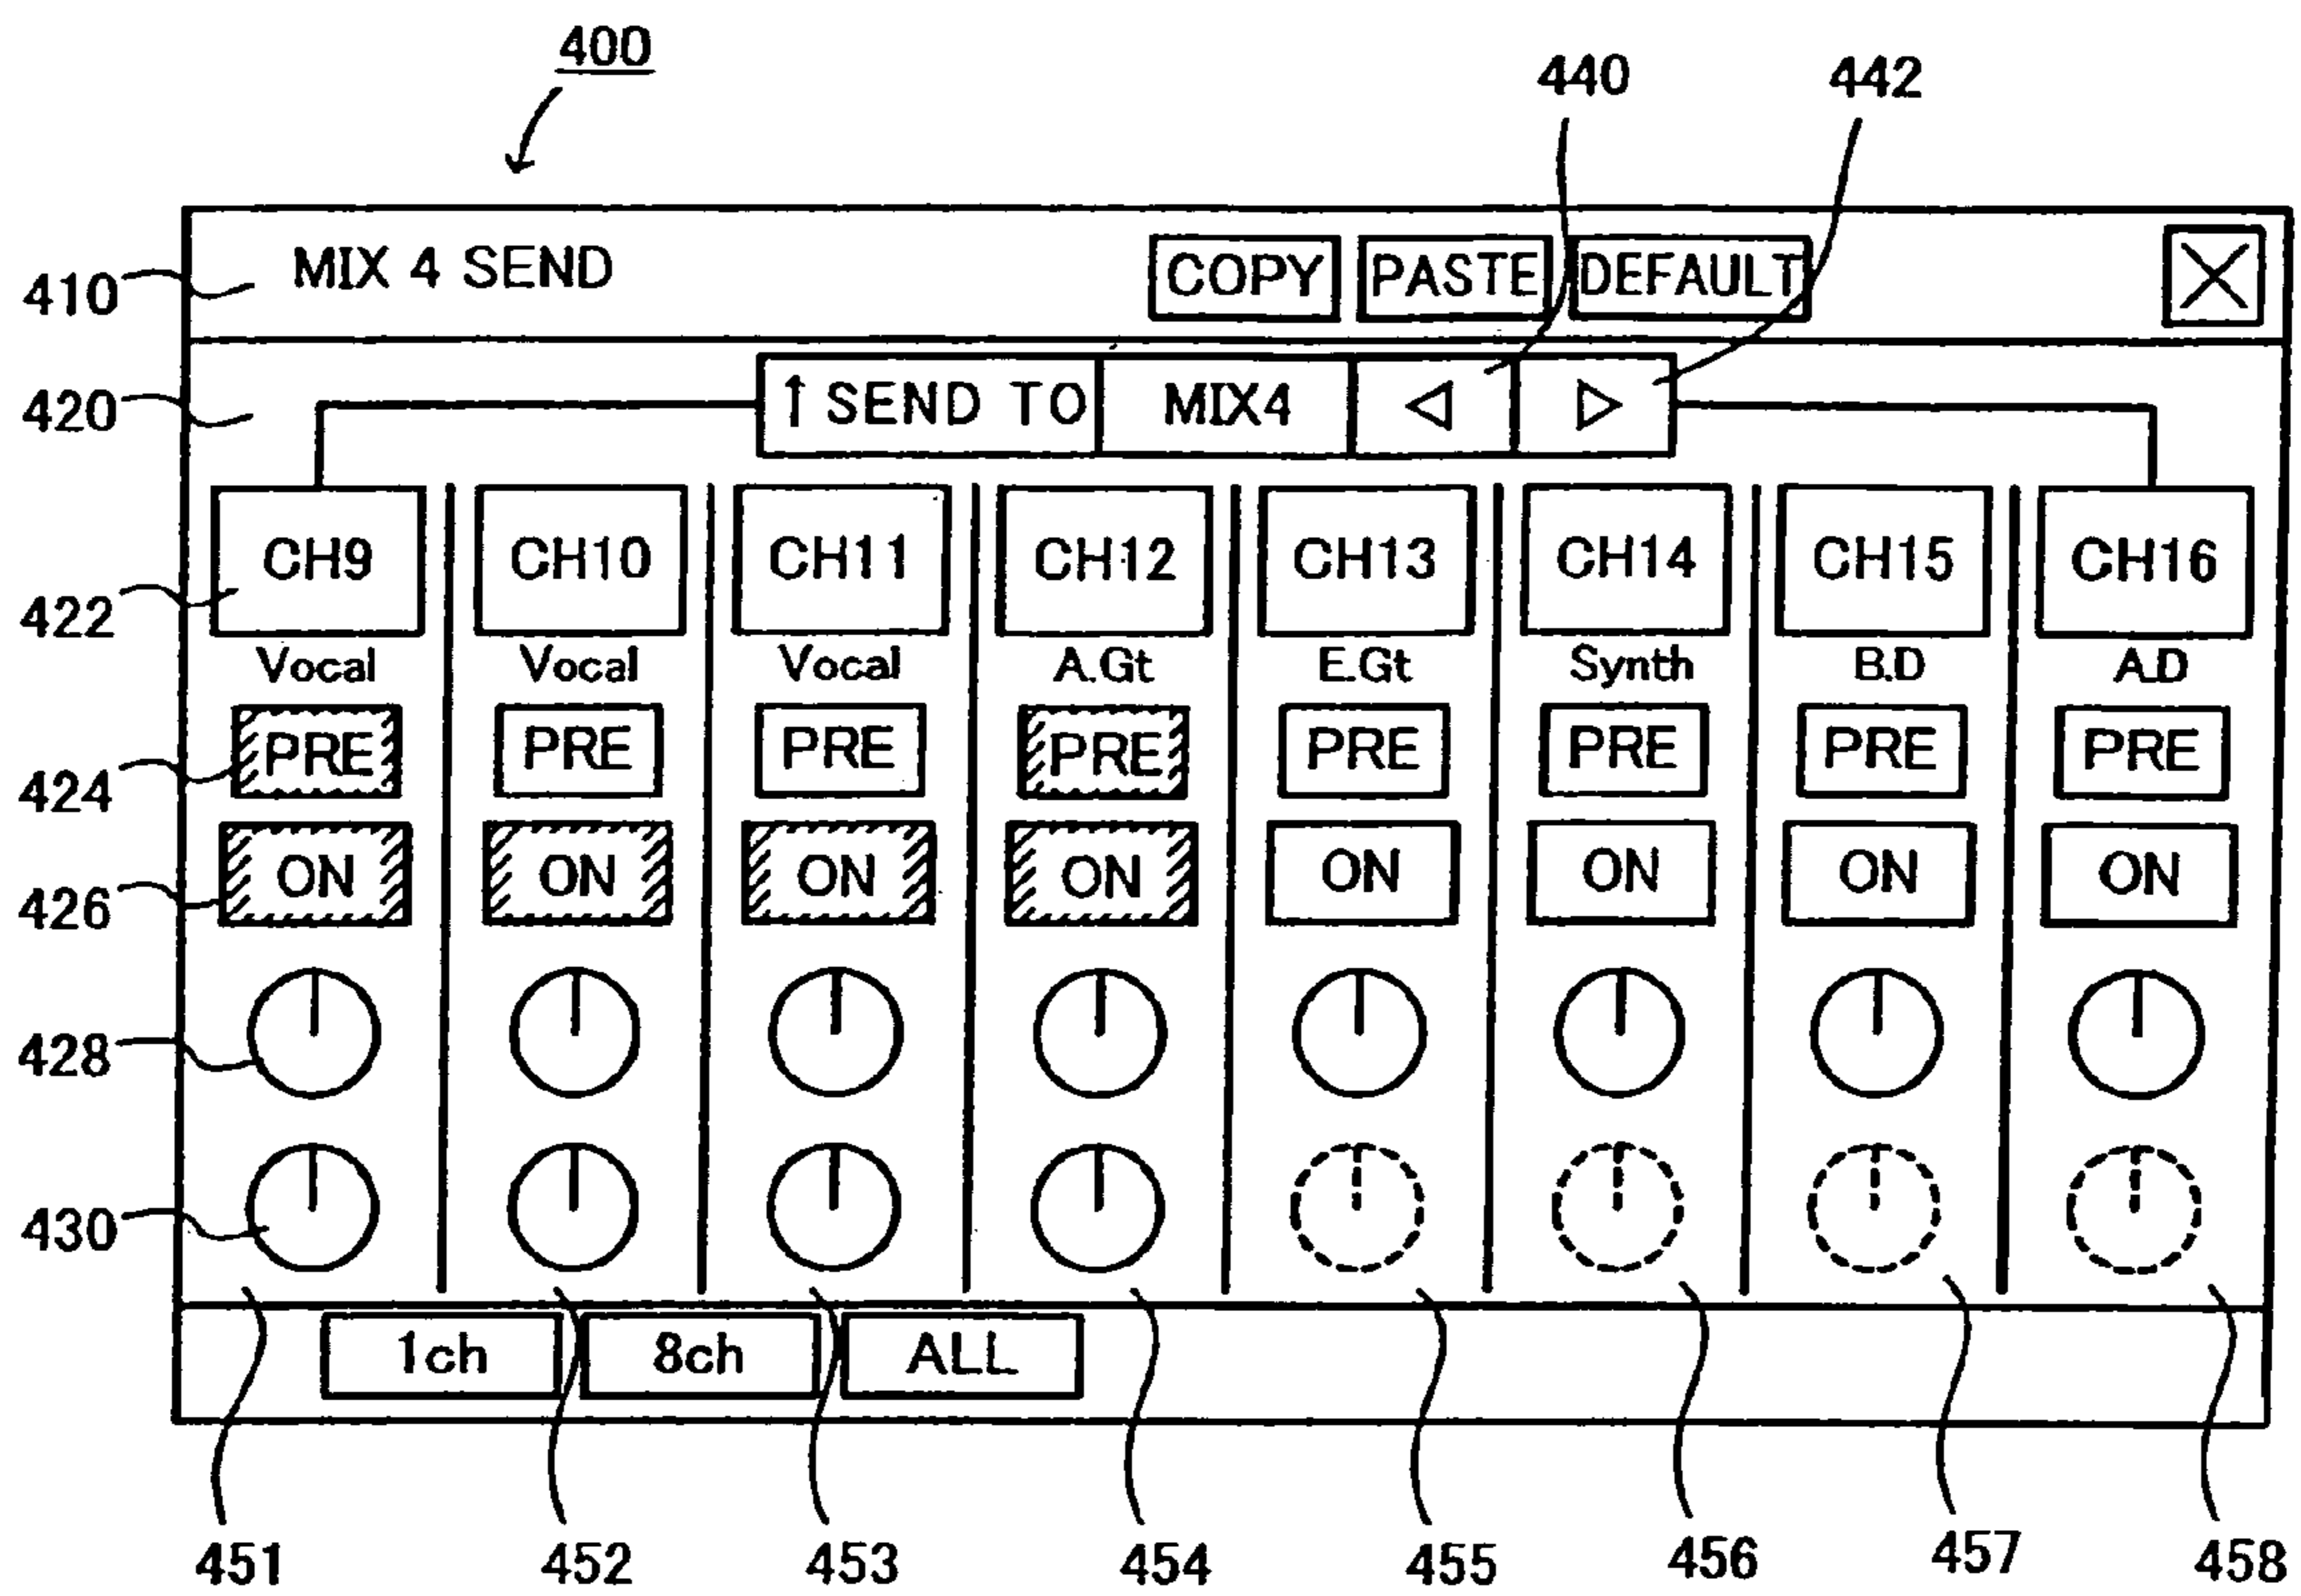 400
440 442
MIX 4 SEND COPY PASTE DEFAULT
410
↑ SEND TO MIX4
420
CH9 CH10 CH11 CH12 CH13 CH14 CH15 CH16
422
Vocal Vocal Vocal A.Gt E.Gt Synth B.D A.D
PRE PRE PRE PRE PRE PRE PRE PRE
424
ON ON ON ON ON ON ON ON
426
428
430
1ch 8ch ALL
451 452 453 454 455 456 457 458